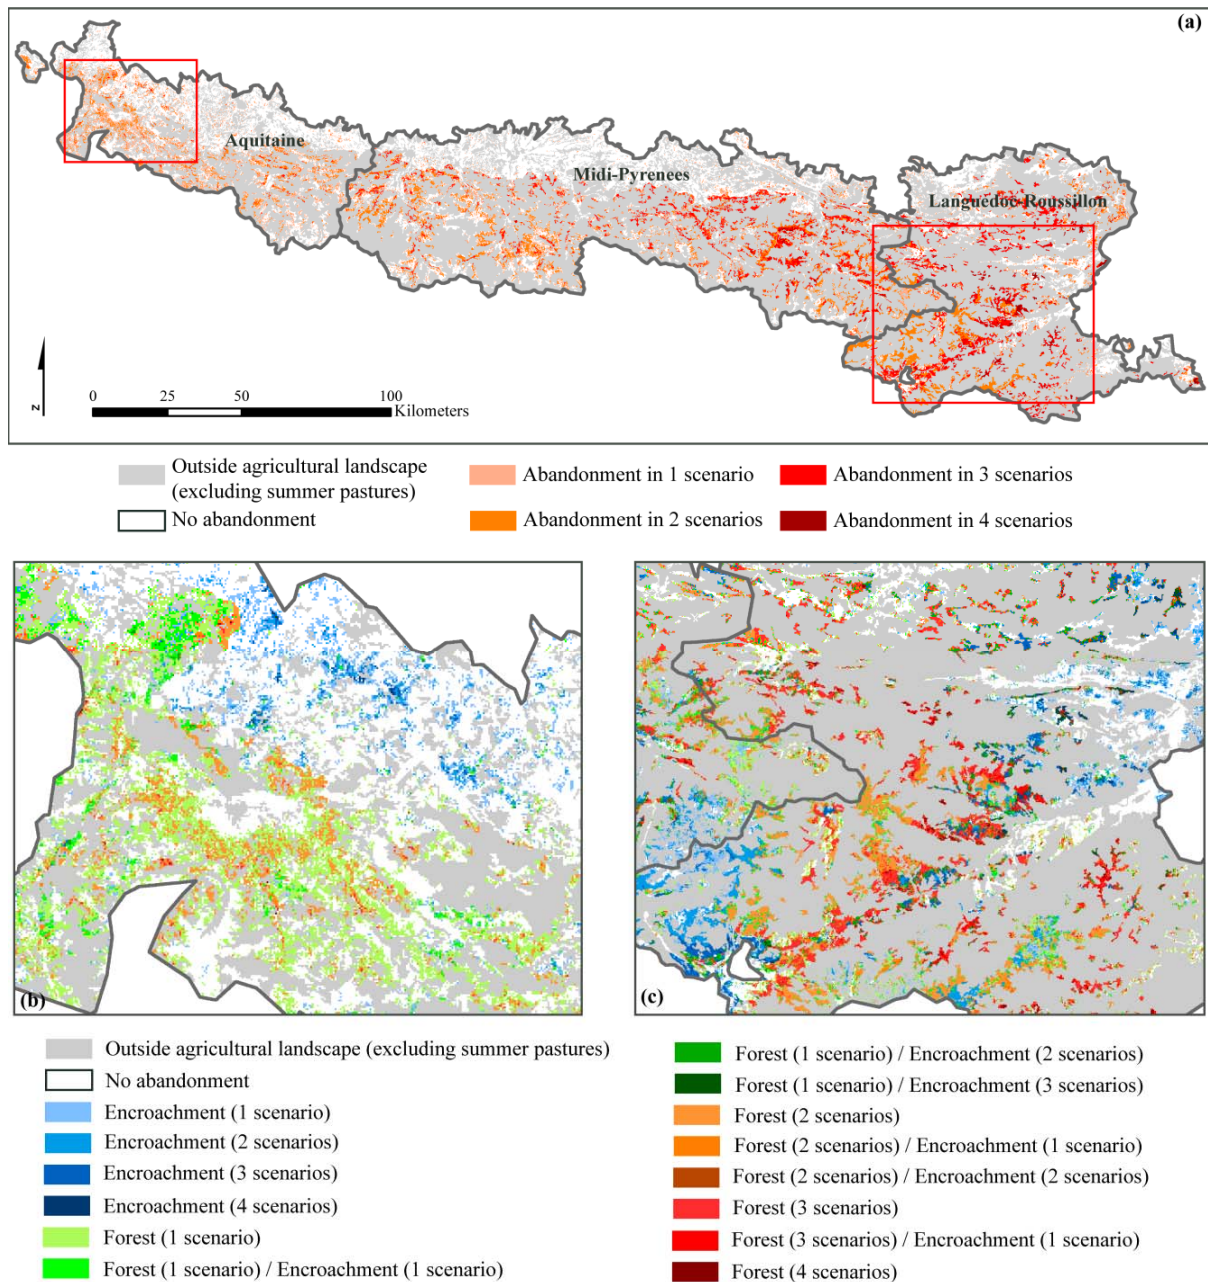 (a)
Aquitaine
Midi-Pyrenees
Languedoc-Roussillon
N
0 25 50 100
Kilometers
Outside agricultural landscape
(excluding summer pastures)
No abandonment
Abandonment in 1 scenario
Abandonment in 2 scenarios
Abandonment in 3 scenarios
Abandonment in 4 scenarios
(b)
(c)
Outside agricultural landscape (excluding summer pastures)
No abandonment
Encroachment (1 scenario)
Encroachment (2 scenarios)
Encroachment (3 scenarios)
Encroachment (4 scenarios)
Forest (1 scenario)
Forest (1 scenario) / Encroachment (1 scenario)
Forest (1 scenario) / Encroachment (2 scenarios)
Forest (1 scenario) / Encroachment (3 scenarios)
Forest (2 scenarios)
Forest (2 scenarios) / Encroachment (1 scenario)
Forest (2 scenarios) / Encroachment (2 scenarios)
Forest (3 scenarios)
Forest (3 scenarios) / Encroachment (1 scenario)
Forest (4 scenarios)